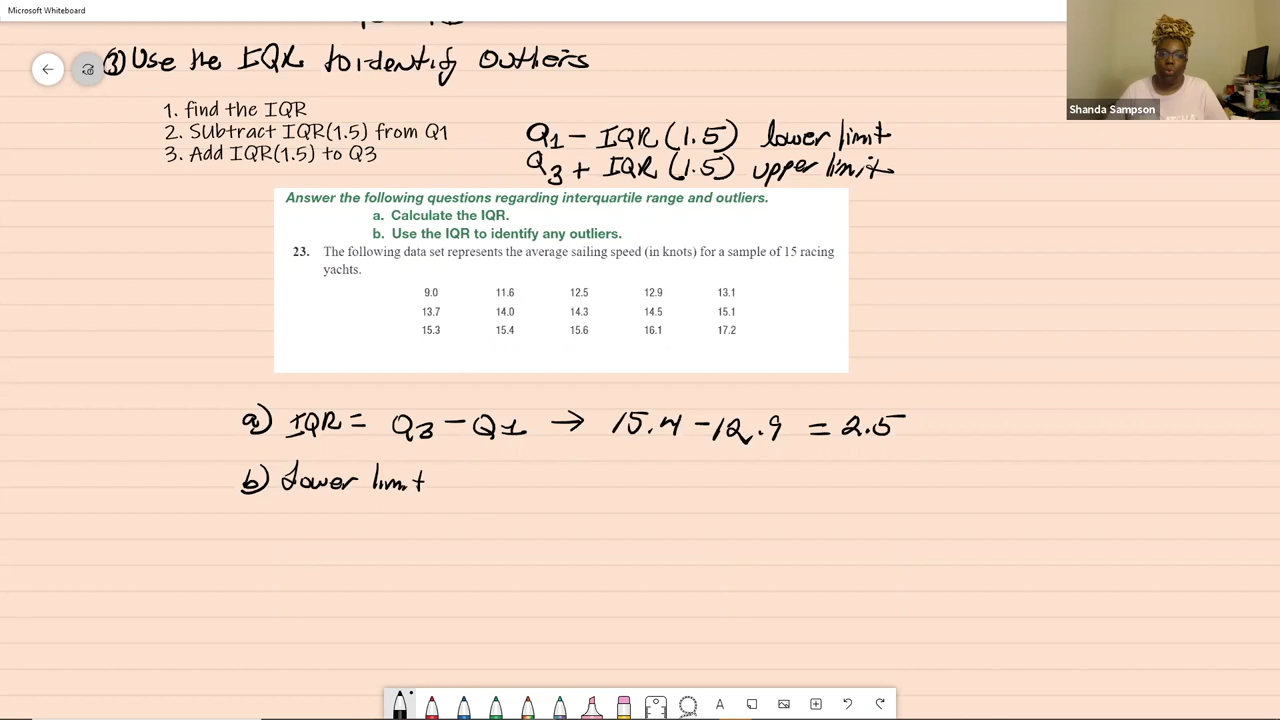 Microsoft Whiteboard
③ Use the IQR to identify outliers
1. find the IQR
2. Subtract IQR(1.5) from Q1
3. Add IQR(1.5) to Q3
Q1 - IQR (1.5) lower limit
Q3 + IQR (1.5) upper limit
Shanda Sampson
Answer the following questions regarding interquartile range and outliers.
a. Calculate the IQR.
b. Use the IQR to identify any outliers.
23. The following data set represents the average sailing speed (in knots) for a sample of 15 racing
yachts.
9.0 11.6 12.5 12.9 13.1
13.7 14.0 14.3 14.5 15.1
15.3 15.4 15.6 16.1 17.2
a) IQR = Q3 - Q1 → 15.4 - 12.9 = 2.5
b) Lower limit
A